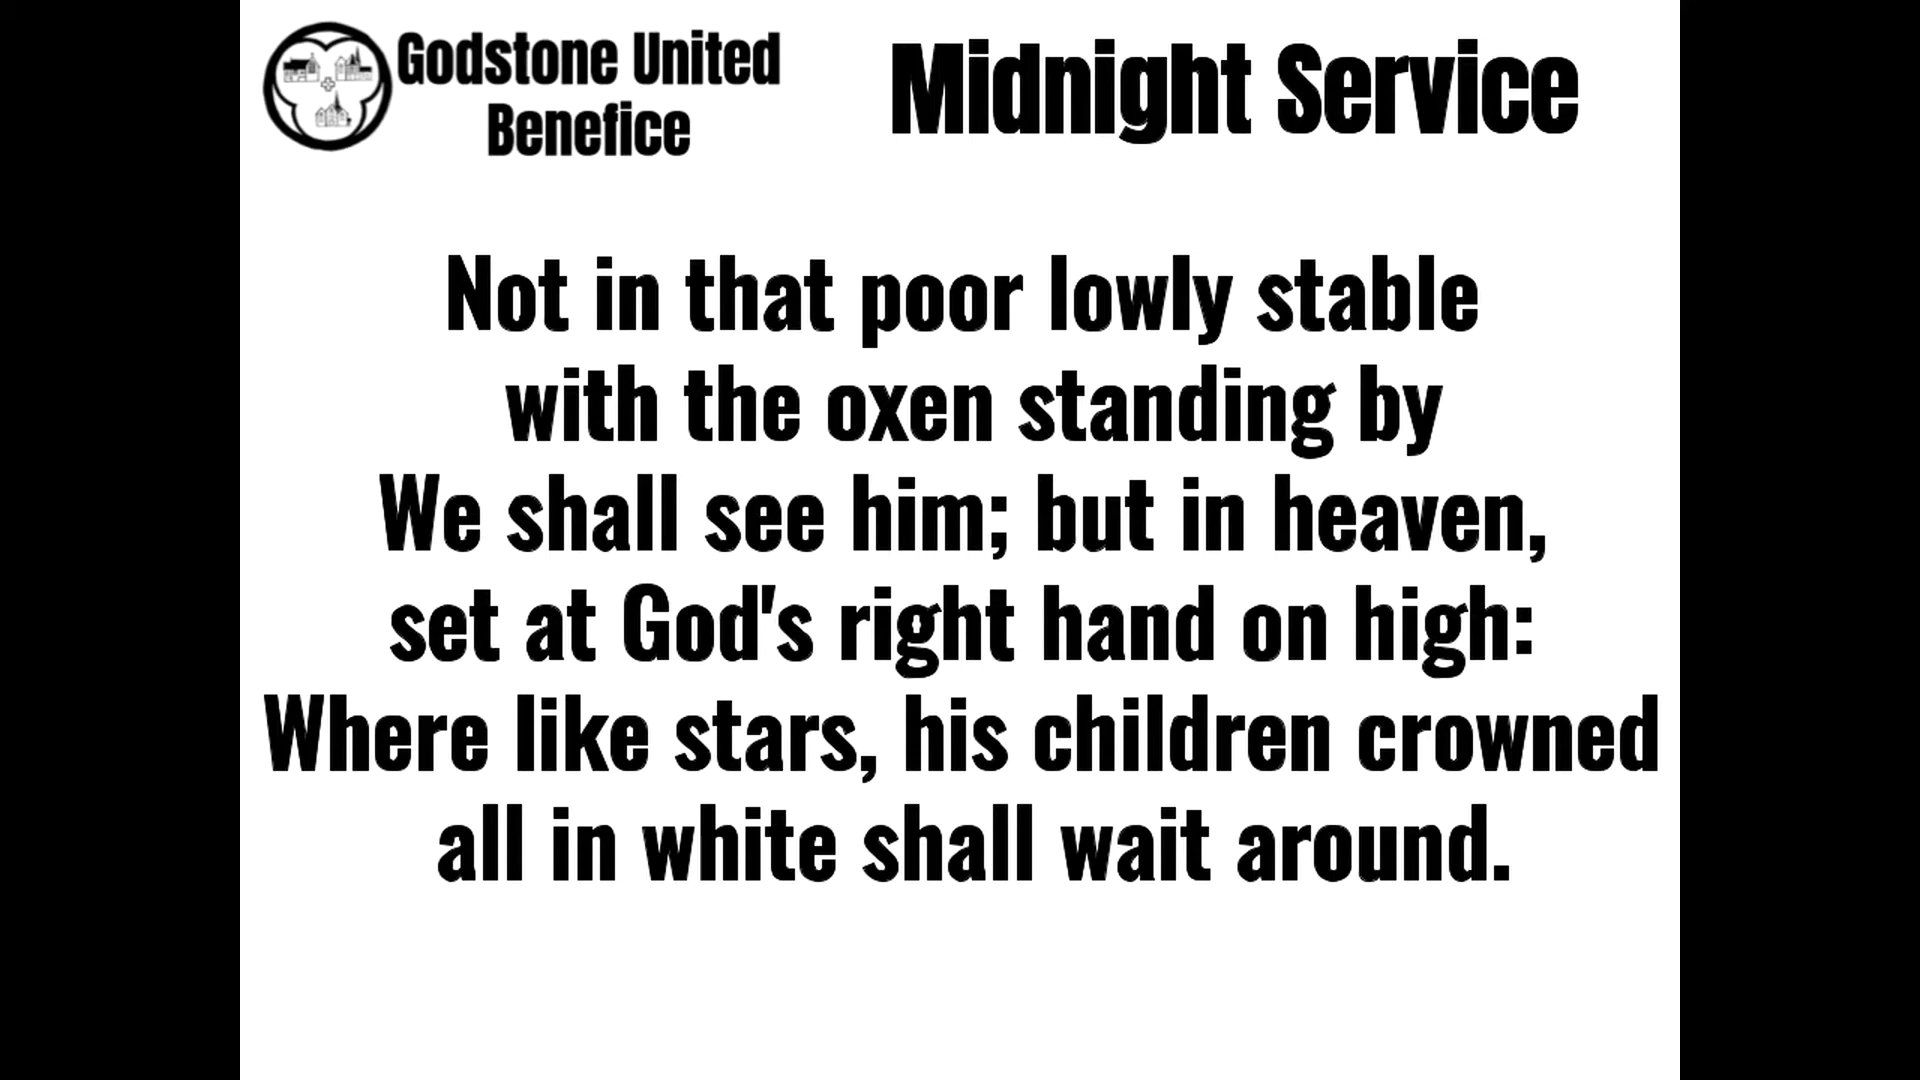 Godstone United
Benefice
Midnight Service
Not in that poor lowly stable
with the oxen standing by
We shall see him; but in heaven,
set at God's right hand on high:
Where like stars, his children crowned
all in white shall wait around.